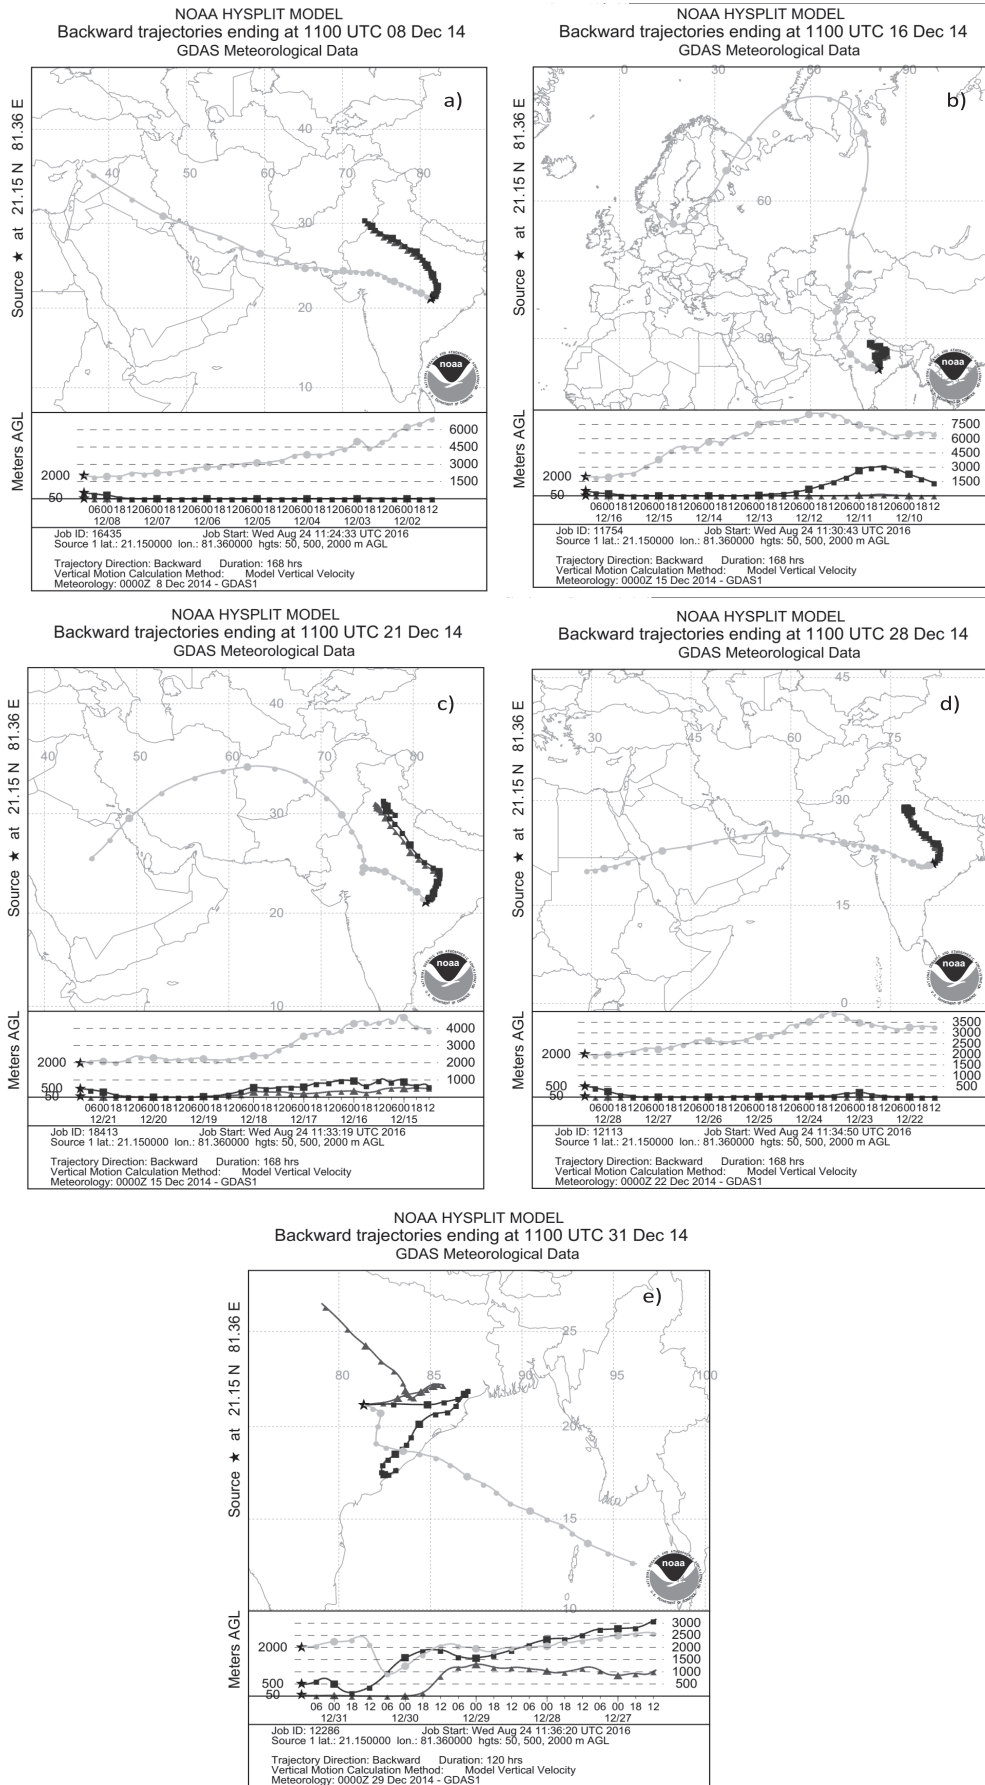 NOAA HYSPLIT MODEL
Backward trajectories ending at 1100 UTC 08 Dec 14
GDAS Meteorological Data
a)
Source ★ at 21.15 N 81.36 E
40
40 50 60 70 80
30
20
10
noaa
Meters AGL
6000
4500
3000
2000
1500
50
06001812060018120600181206001812060018120600181206001812
12/08 12/07 12/06 12/05 12/04 12/03 12/02
Job ID: 16435 Job Start: Wed Aug 24 11:24:33 UTC 2016
Source 1 lat.: 21.150000 lon.: 81.360000 hgts: 50, 500, 2000 m AGL
Trajectory Direction: Backward Duration: 168 hrs
Vertical Motion Calculation Method: Model Vertical Velocity
Meteorology: 0000Z 8 Dec 2014 - GDAS1
NOAA HYSPLIT MODEL
Backward trajectories ending at 1100 UTC 16 Dec 14
GDAS Meteorological Data
b)
Source ★ at 21.15 N 81.36 E
0 30 60 90
60
30
noaa
Meters AGL
7500
6000
4500
3000
2000
1500
50
06001812060018120600181206001812060018120600181206001812
12/16 12/15 12/14 12/13 12/12 12/11 12/10
Job ID: 11754 Job Start: Wed Aug 24 11:30:43 UTC 2016
Source 1 lat.: 21.150000 lon.: 81.360000 hgts: 50, 500, 2000 m AGL
Trajectory Direction: Backward Duration: 168 hrs
Vertical Motion Calculation Method: Model Vertical Velocity
Meteorology: 0000Z 15 Dec 2014 - GDAS1
NOAA HYSPLIT MODEL
Backward trajectories ending at 1100 UTC 21 Dec 14
GDAS Meteorological Data
c)
Source ★ at 21.15 N 81.36 E
40
40 50 60 70 80
30
20
10
noaa
Meters AGL
4000
3000
2000 2000
1000
500
50
06001812060018120600181206001812060018120600181206001812
12/21 12/20 12/19 12/18 12/17 12/16 12/15
Job ID: 18413 Job Start: Wed Aug 24 11:33:19 UTC 2016
Source 1 lat.: 21.150000 lon.: 81.360000 hgts: 50, 500, 2000 m AGL
Trajectory Direction: Backward Duration: 168 hrs
Vertical Motion Calculation Method: Model Vertical Velocity
Meteorology: 0000Z 15 Dec 2014 - GDAS1
NOAA HYSPLIT MODEL
Backward trajectories ending at 1100 UTC 28 Dec 14
GDAS Meteorological Data
d)
Source ★ at 21.15 N 81.36 E
45
30 45 60 75
30
15
0
noaa
Meters AGL
3500
3000
2500
2000 2000
1500
1000
500 500
50
06001812060018120600181206001812060018120600181206001812
12/28 12/27 12/26 12/25 12/24 12/23 12/22
Job ID: 12113 Job Start: Wed Aug 24 11:34:50 UTC 2016
Source 1 lat.: 21.150000 lon.: 81.360000 hgts: 50, 500, 2000 m AGL
Trajectory Direction: Backward Duration: 168 hrs
Vertical Motion Calculation Method: Model Vertical Velocity
Meteorology: 0000Z 22 Dec 2014 - GDAS1
NOAA HYSPLIT MODEL
Backward trajectories ending at 1100 UTC 31 Dec 14
GDAS Meteorological Data
e)
Source ★ at 21.15 N 81.36 E
25
80 85 90 95 100
20
15
10
noaa
Meters AGL
3000
2500
2000 2000
1500
1000
500 500
50
06 00 18 12 06 00 18 12 06 00 18 12 06 00 18 12 06 00 18 12
12/31 12/30 12/29 12/28 12/27
Job ID: 12286 Job Start: Wed Aug 24 11:36:20 UTC 2016
Source 1 lat.: 21.150000 lon.: 81.360000 hgts: 50, 500, 2000 m AGL
Trajectory Direction: Backward Duration: 120 hrs
Vertical Motion Calculation Method: Model Vertical Velocity
Meteorology: 0000Z 29 Dec 2014 - GDAS1